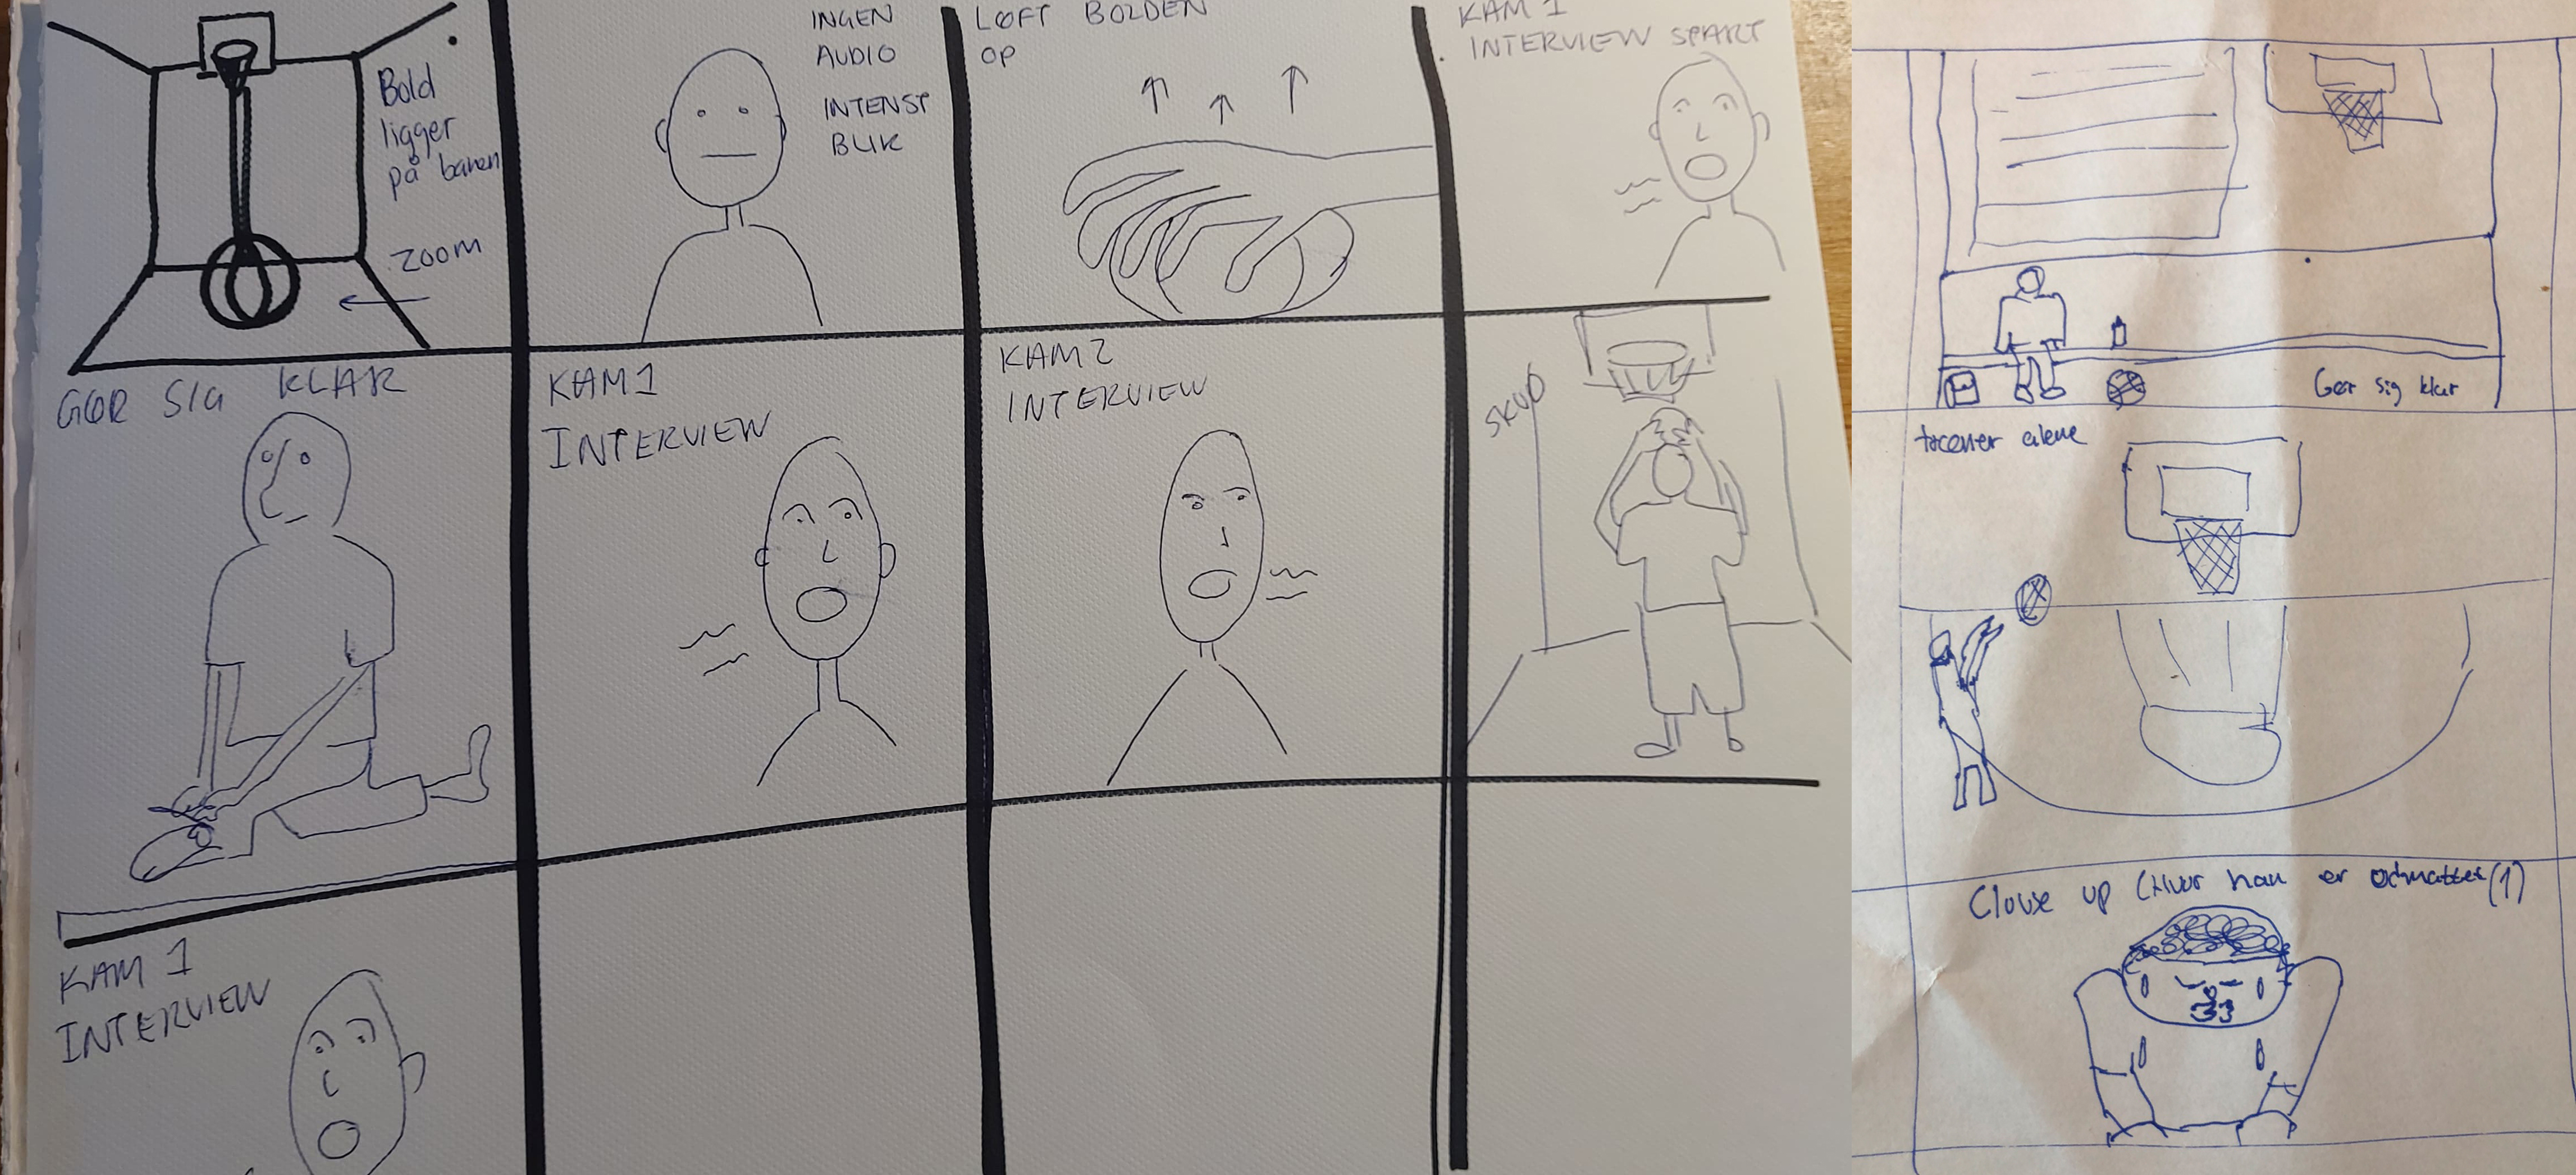 Bold
ligger
på banen
ZOOM
INGEN
AUDIO
INTENST
BLIK
LØFT BOLDEN
OP
KAM 1
INTERVIEW START
GØR SIG KLAR
KAM 1
INTERVIEW
KAM 2
INTERVIEW
SKUD
KAM 1
INTERVIEW
Gør sig klar
træner alene
Clouse up (Hvor han er udmattet (1)